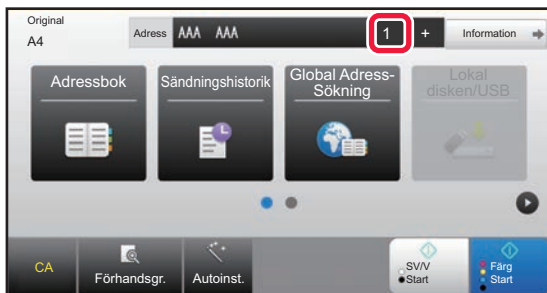 Original
A4
Adress AAA AAA 1 + Information
Adressbok
Sändningshistorik
Global Adress-
Sökning
Lokal
disken/USB
CA
Förhandsgr.
Autoinst.
SV/V
Start
Färg
Start